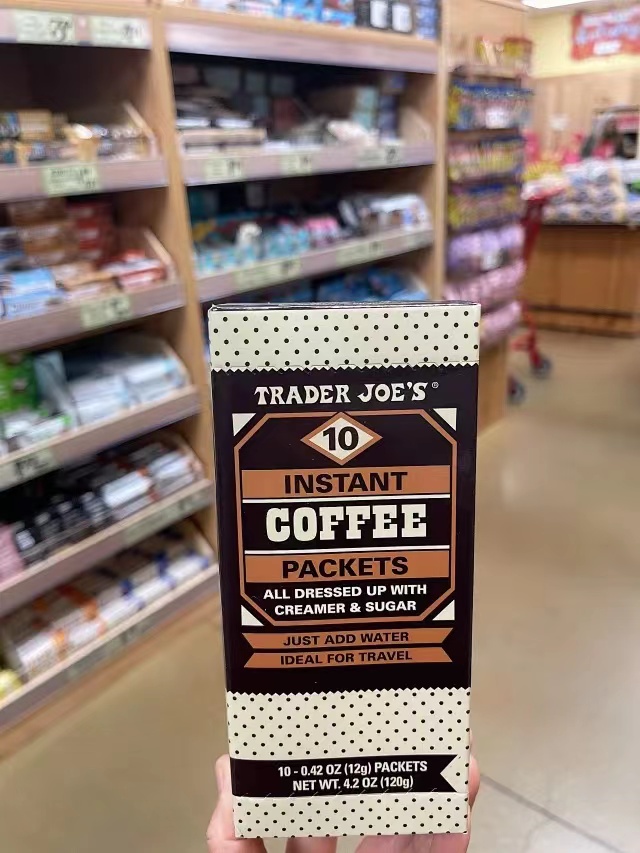 TRADER JOE'S®
10
INSTANT
COFFEE
PACKETS
ALL DRESSED UP WITH
CREAMER & SUGAR
JUST ADD WATER
IDEAL FOR TRAVEL
10 - 0.42 OZ (12g) PACKETS
NET WT. 4.2 OZ (120g)